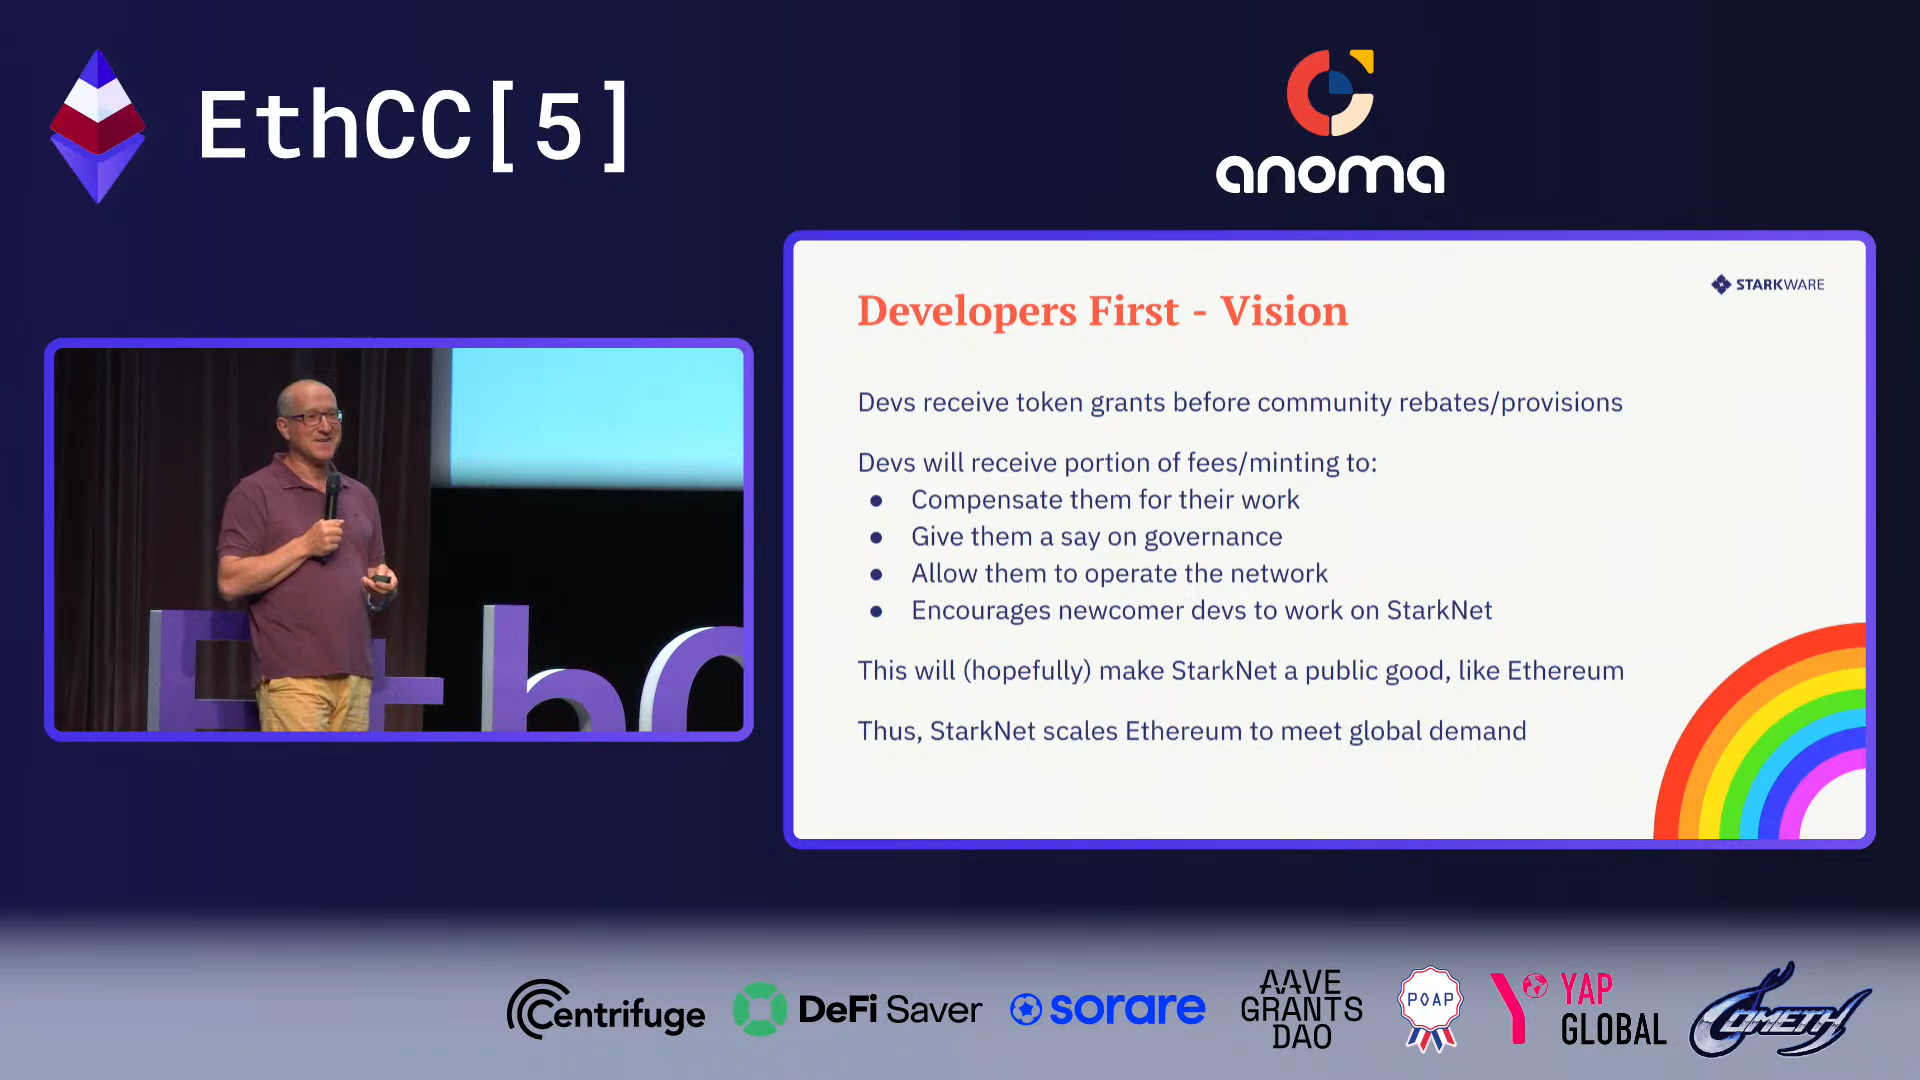 EthCC[5]
anoma
STARKWARE
Developers First - Vision
Devs receive token grants before community rebates/provisions
Devs will receive portion of fees/minting to:
● Compensate them for their work
● Give them a say on governance
● Allow them to operate the network
● Encourages newcomer devs to work on StarkNet
This will (hopefully) make StarkNet a public good, like Ethereum
Thus, StarkNet scales Ethereum to meet global demand
EthC
Centrifuge
DeFi Saver
sorare
AAVE
GRANTS
DAO
POAP
YAP
GLOBAL
COMETH